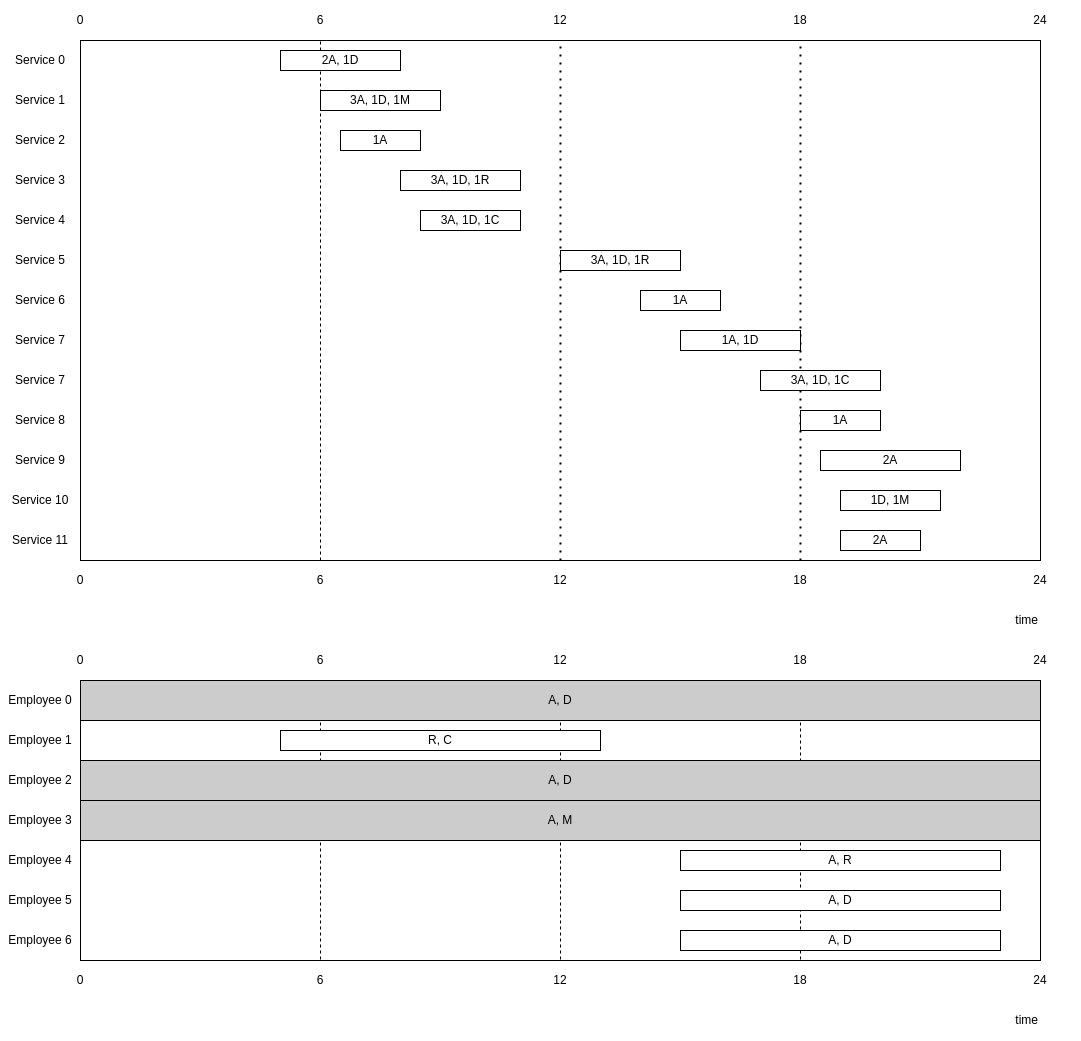 0 6 12 18 24
Service 0 2A, 1D
Service 1 3A, 1D, 1M
Service 2 1A
Service 3 3A, 1D, 1R
Service 4 3A, 1D, 1C
Service 5 3A, 1D, 1R
Service 6 1A
Service 7 1A, 1D
Service 7 3A, 1D, 1C
Service 8 1A
Service 9 2A
Service 10 1D, 1M
Service 11 2A
0 6 12 18 24
time
0 6 12 18 24
Employee 0 A, D
Employee 1 R, C
Employee 2 A, D
Employee 3 A, M
Employee 4 A, R
Employee 5 A, D
Employee 6 A, D
0 6 12 18 24
time